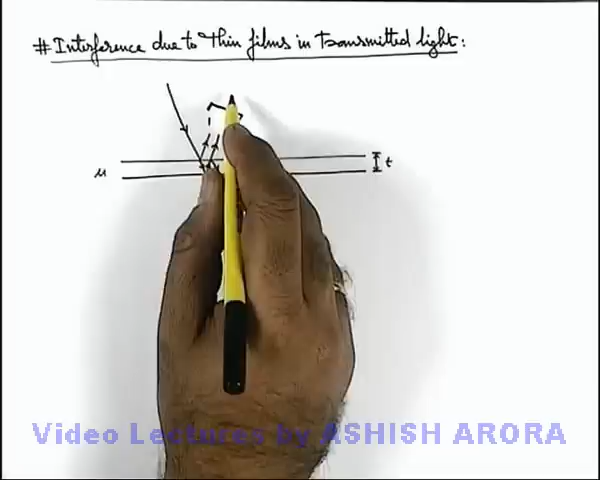 # Interference due to Thin films in transmitted light:
μ
t
Video Lectures by ASHISH ARORA